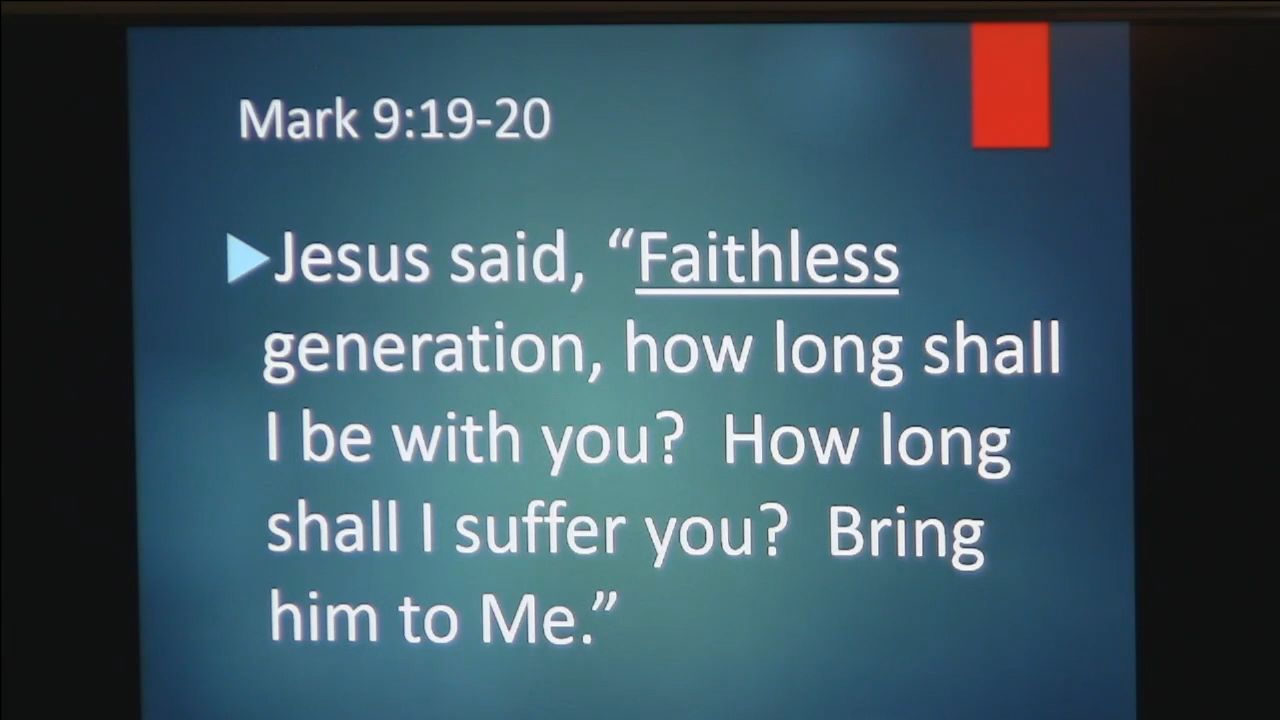 Mark 9:19-20
Jesus said, “Faithless
generation, how long shall
I be with you?  How long
shall I suffer you?  Bring
him to Me.”